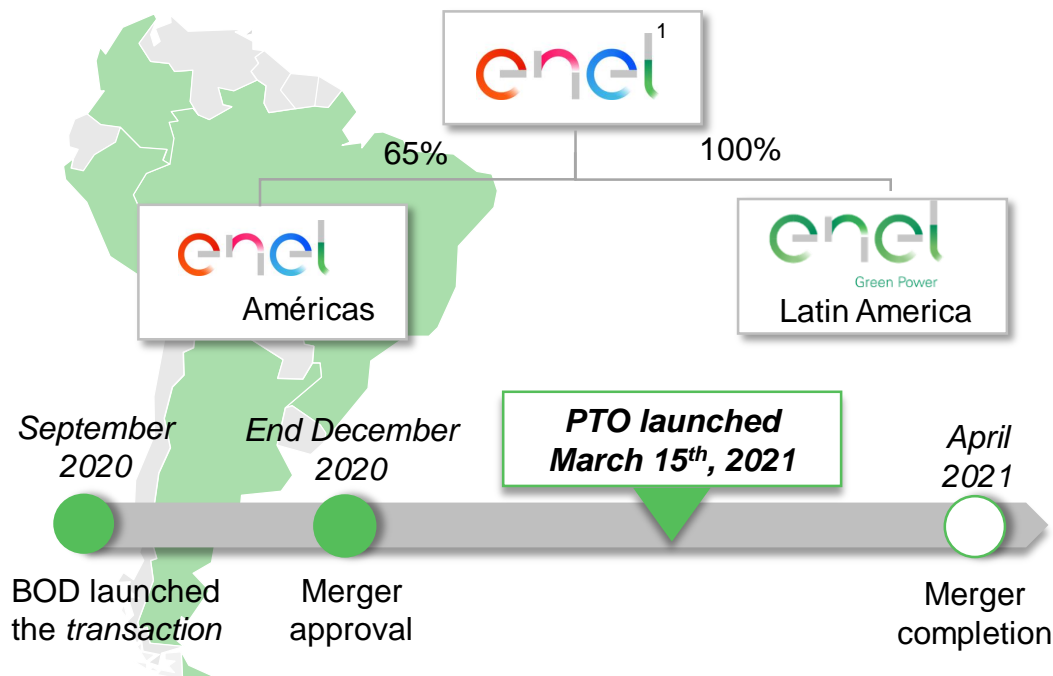 enel 1
65%
100%
enel
Américas
enel
Green Power
Latin America
September
2020
End December
2020
PTO launched
March 15th, 2021
April
2021
BOD launched
the transaction
Merger
approval
Merger
completion